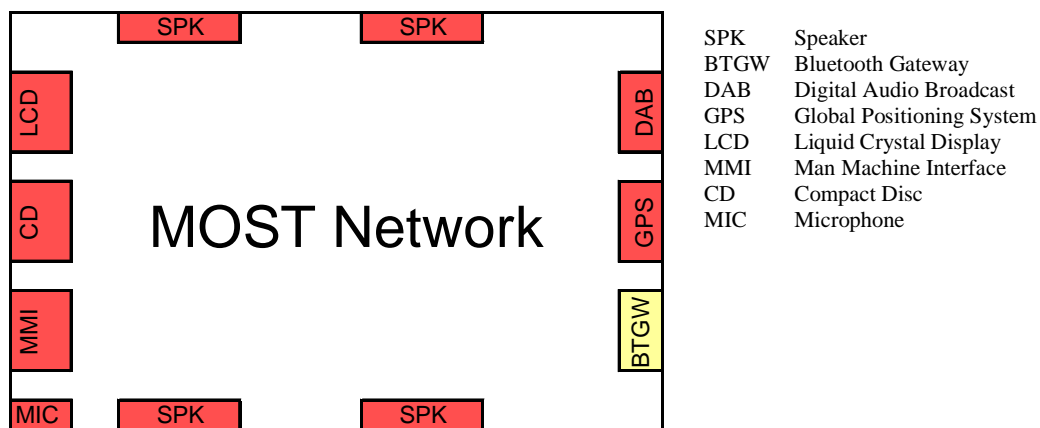 SPK SPK
LCD
DAB
CD
MOST Network
GPS
MMI
BTGW
MIC SPK SPK
SPK Speaker
BTGW Bluetooth Gateway
DAB Digital Audio Broadcast
GPS Global Positioning System
LCD Liquid Crystal Display
MMI Man Machine Interface
CD Compact Disc
MIC Microphone